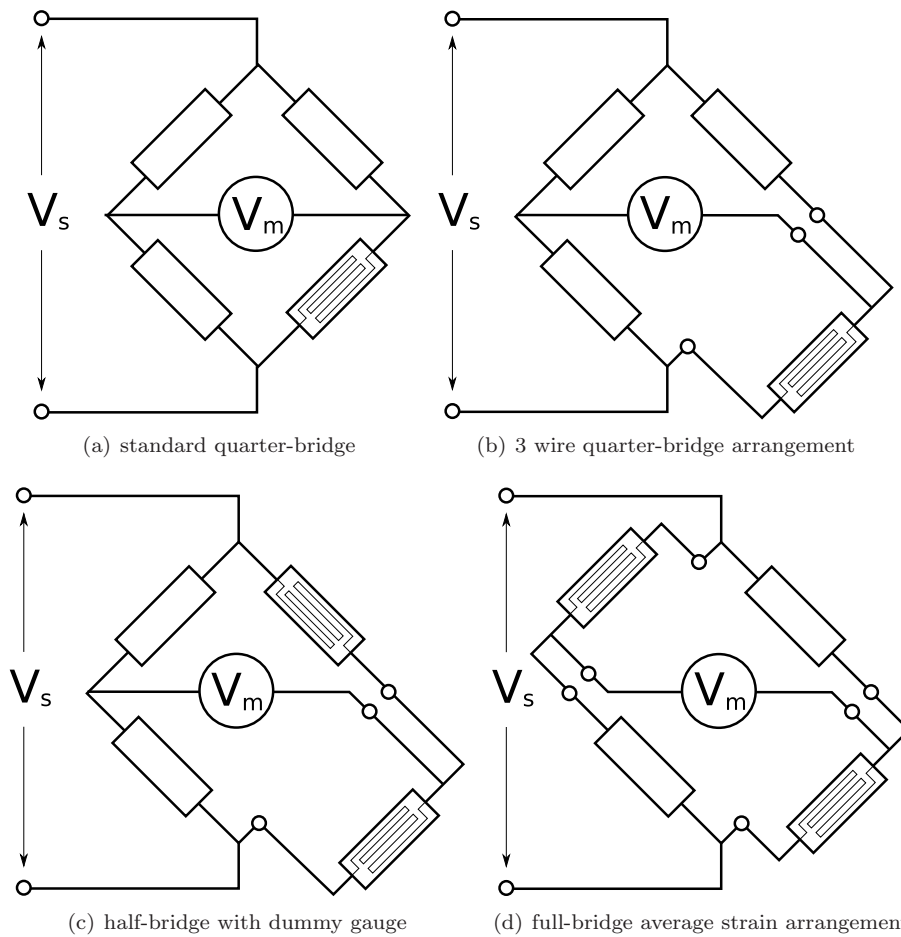 Vs
Vm
Vs
Vm
(a) standard quarter-bridge
(b) 3 wire quarter-bridge arrangement
Vs
Vm
Vs
Vm
(c) half-bridge with dummy gauge
(d) full-bridge average strain arrangemen